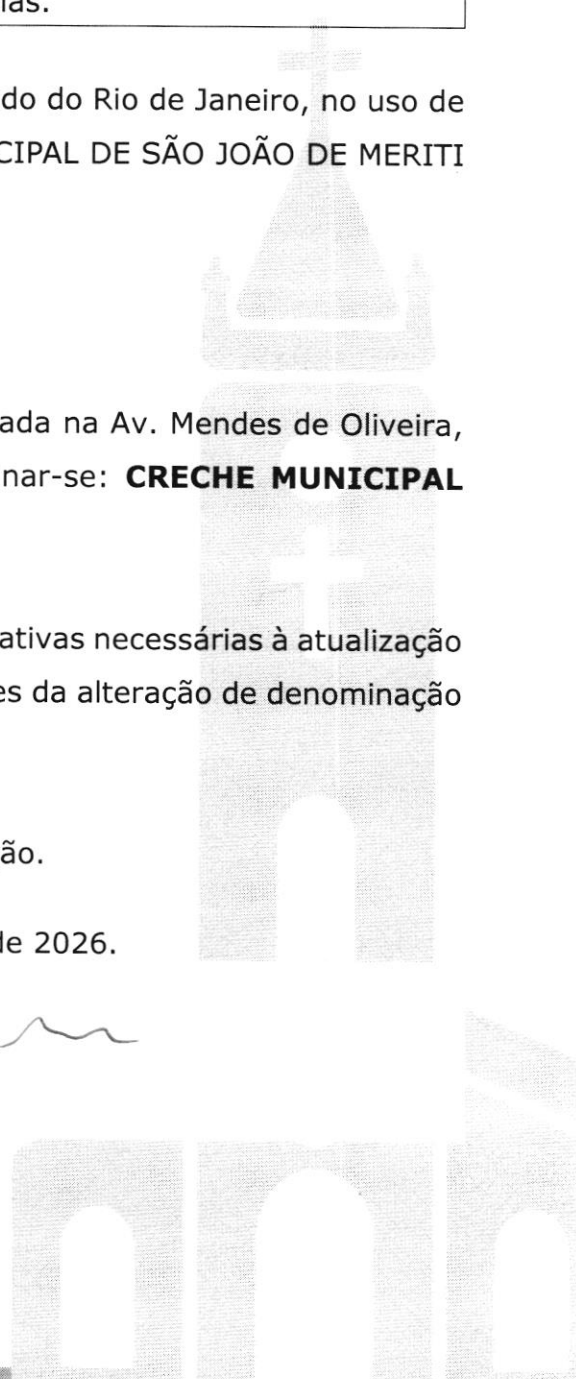 ias.
do do Rio de Janeiro, no uso de
CIPAL DE SÃO JOÃO DE MERITI
ada na Av. Mendes de Oliveira,
nar-se: CRECHE MUNICIPAL
ativas necessárias à atualização
es da alteração de denominação
ão.
de 2026.